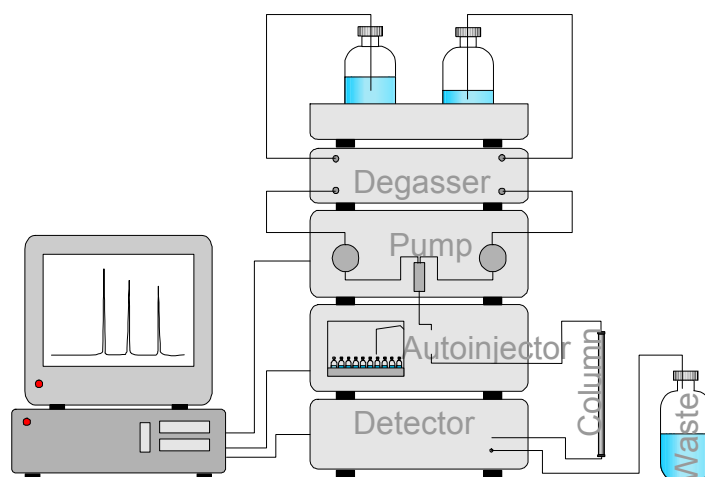 Degasser
Pump
Autoinjector
Column
Detector
Waste